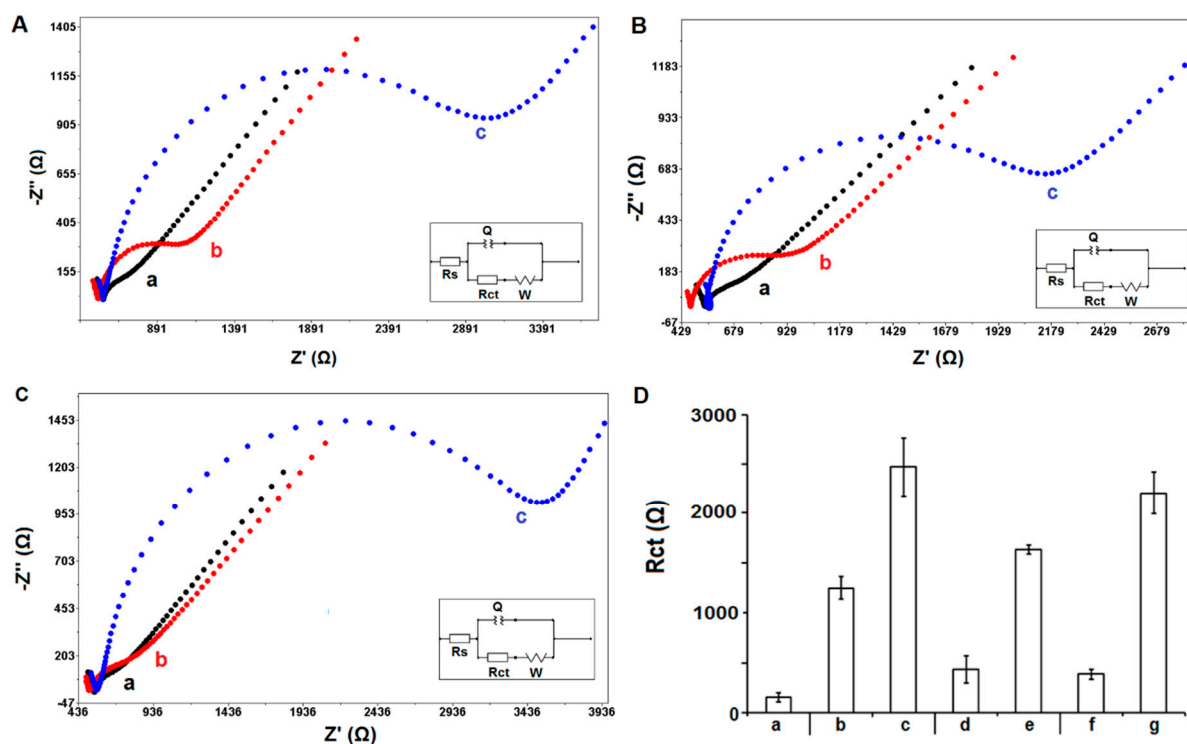 A
-Z'' (Ω)
1405
1155
905
655
405
155
a
b
c
Q
Rs
Rct
W
891 1391 1891 2391 2891 3391
Z' (Ω)
B
-Z'' (Ω)
1183
933
683
433
183
-67
a
b
c
Q
Rs
Rct
W
429 679 929 1179 1429 1679 1929 2179 2429 2679
Z' (Ω)
C
-Z'' (Ω)
1453
1203
953
703
453
203
-47
a
b
c
Q
Rs
Rct
W
436 936 1436 1936 2436 2936 3436 3936
Z' (Ω)
D
Rct (Ω)
3000
2000
1000
0
a b c d e f g